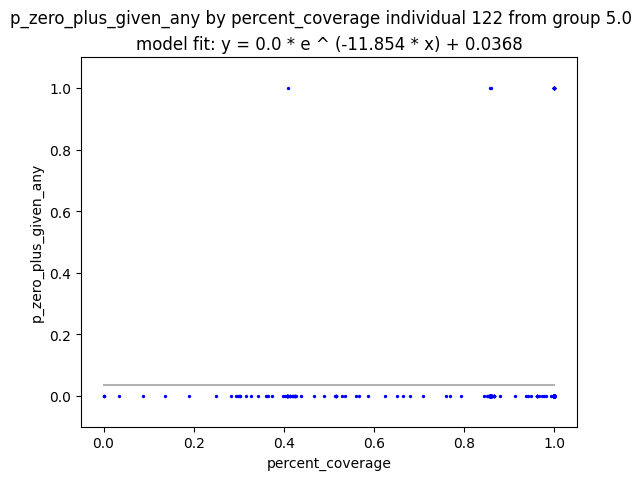 p_zero_plus_given_any by percent_coverage individual 122 from group 5.0
model fit: y = 0.0 * e ^ (-11.854 * x) + 0.0368
1.0
0.8
0.6
0.4
0.2
0.0
p_zero_plus_given_any
0.0 0.2 0.4 0.6 0.8 1.0
percent_coverage